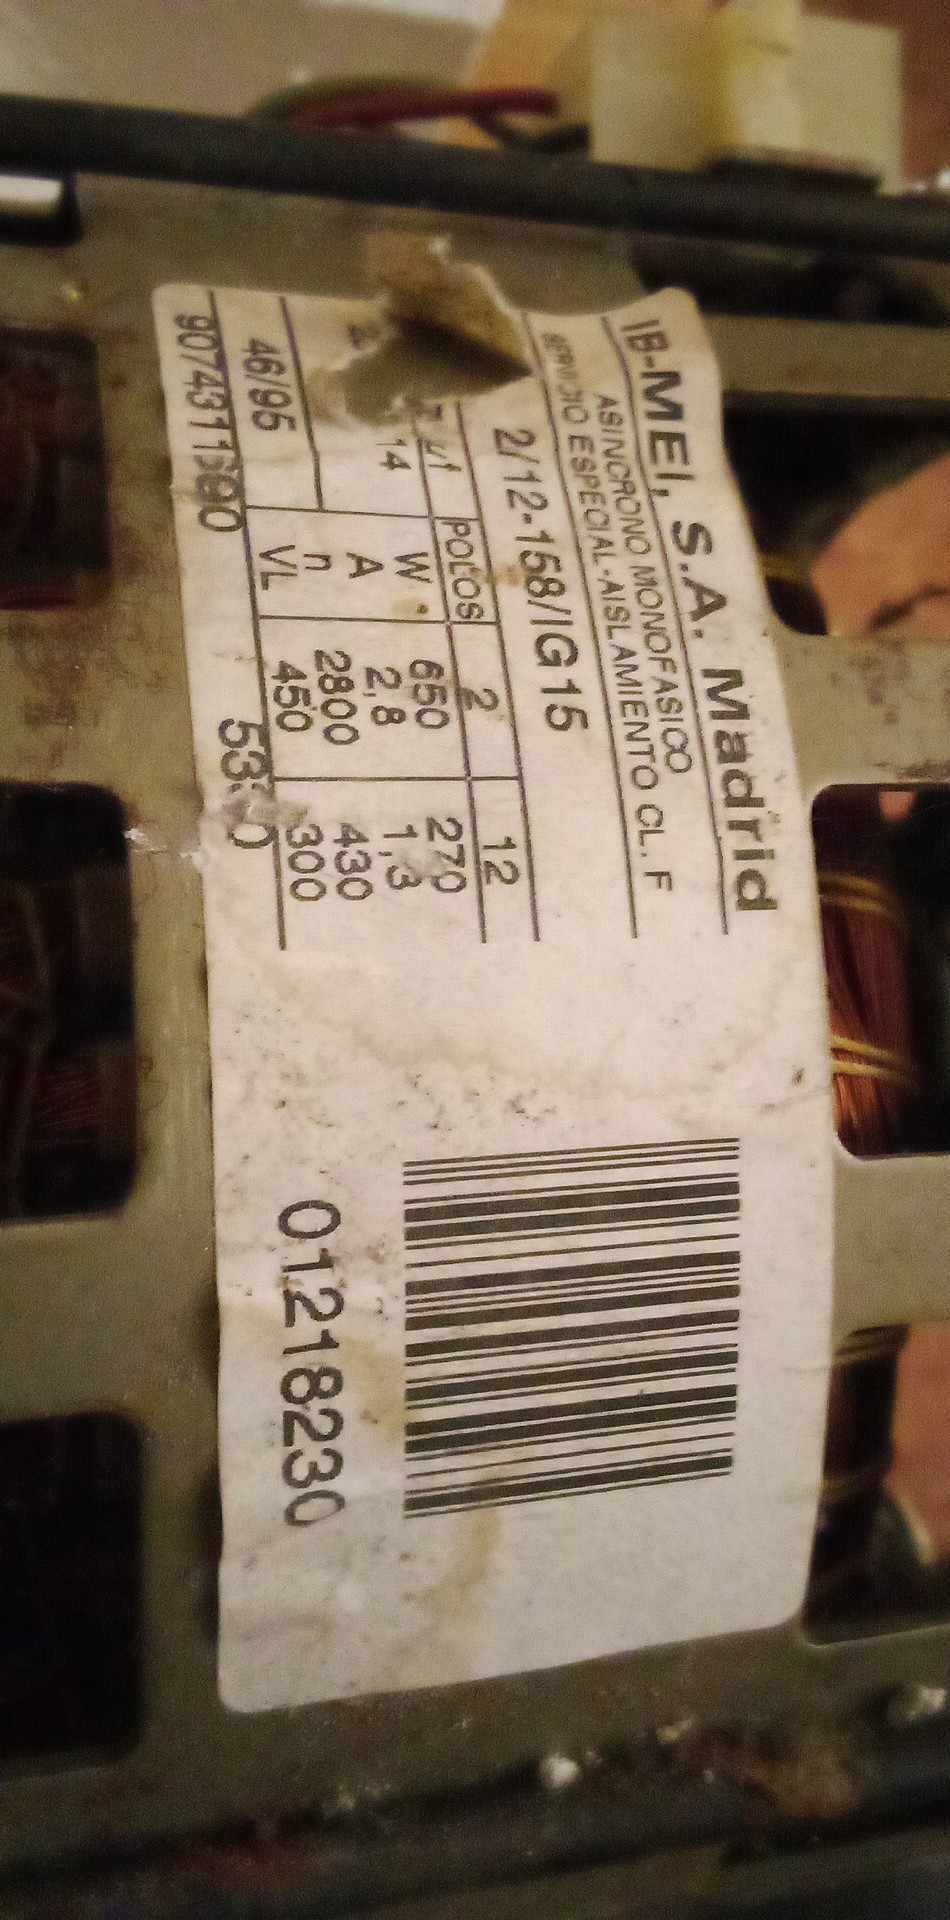 IB-MEI, S.A. Madrid
ASINCRONO MONOFASICO
SERVICIO ESPECIAL-AISLAMIENTO CL. F
2/12-158/IG15
POLOS 2 12
14 W 650 270
A 2,8 1,3
n 2800 430
46/95 VL 450 300
01218230